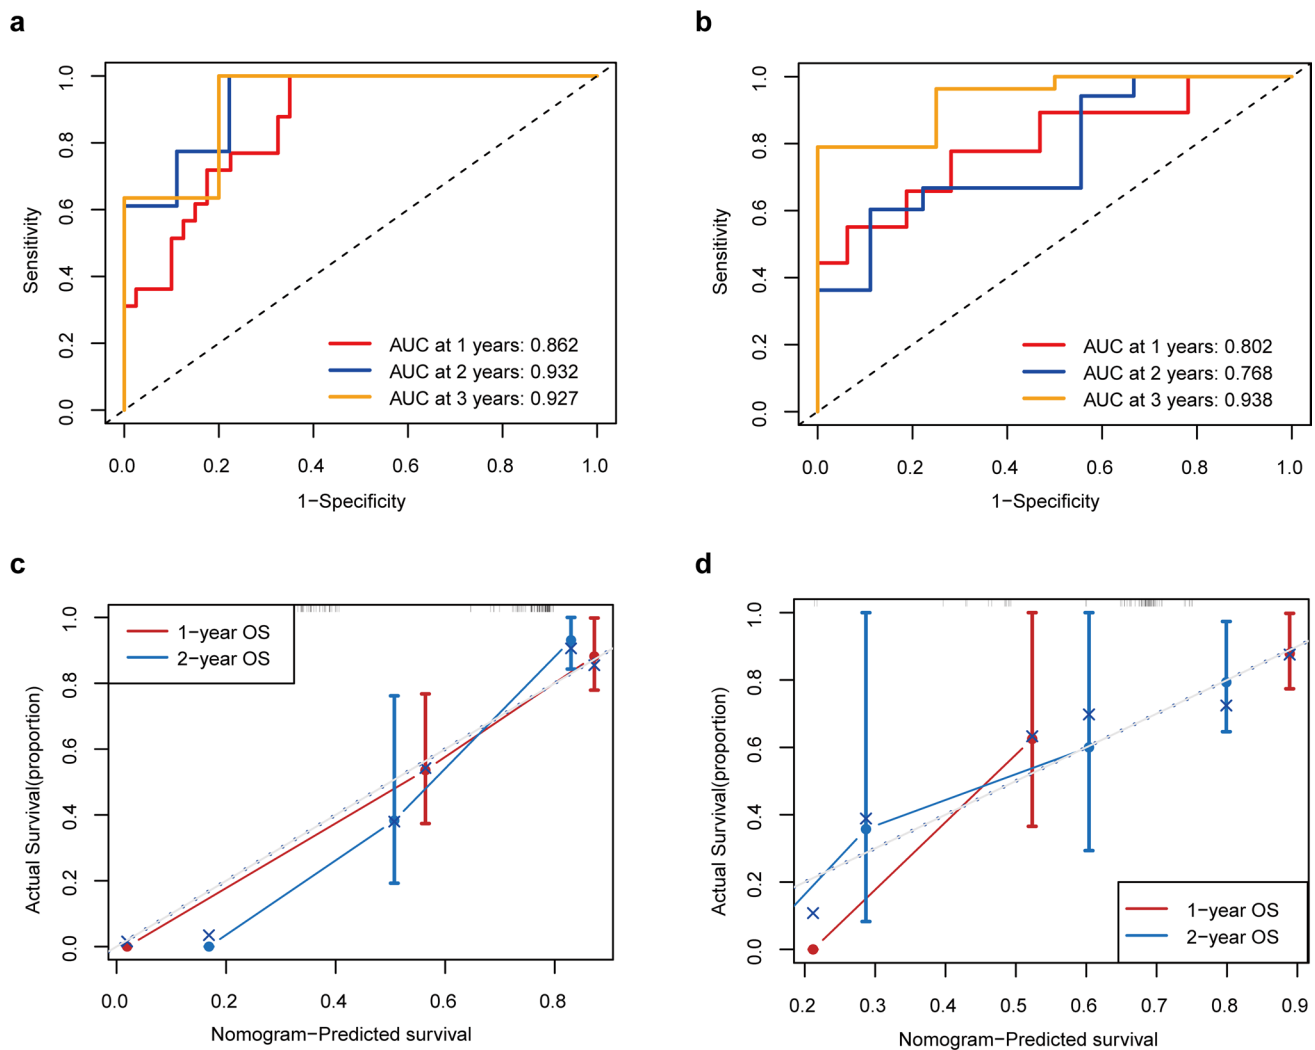 a
b
1.0
0.8
0.6
0.4
0.2
0.0
Sensitivity
AUC at 1 years: 0.862
AUC at 2 years: 0.932
AUC at 3 years: 0.927
0.0 0.2 0.4 0.6 0.8 1.0
1−Specificity
1.0
0.8
0.6
0.4
0.2
0.0
Sensitivity
AUC at 1 years: 0.802
AUC at 2 years: 0.768
AUC at 3 years: 0.938
0.0 0.2 0.4 0.6 0.8 1.0
1−Specificity
c
d
1.0
0.8
0.6
0.4
0.2
0.0
Actual Survival(proportion)
1−year OS
2−year OS
0.0 0.2 0.4 0.6 0.8
Nomogram−Predicted survival
1.0
0.8
0.6
0.4
0.2
0.0
Actual Survival(proportion)
1−year OS
2−year OS
0.2 0.3 0.4 0.5 0.6 0.7 0.8 0.9
Nomogram−Predicted survival